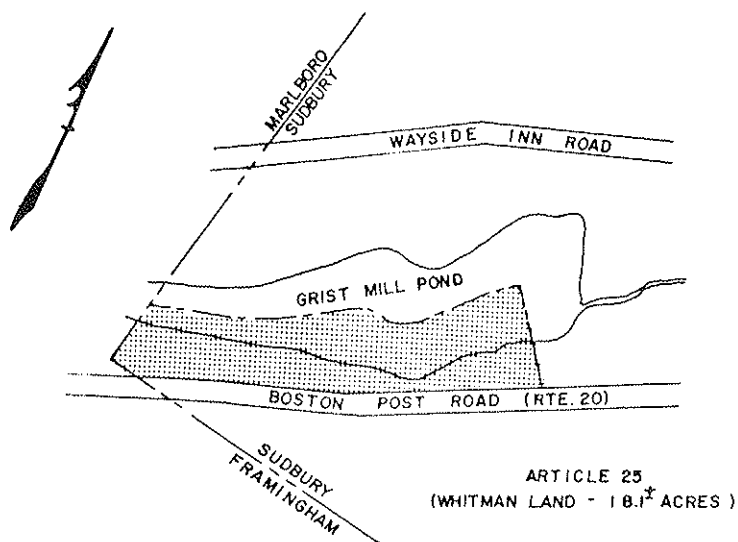 MARLBORO
SUDBURY
WAYSIDE INN ROAD
GRIST MILL POND
BOSTON POST ROAD (RTE. 20)
SUDBURY
FRAMINGHAM
ARTICLE 25
(WHITMAN LAND - 18.1± ACRES)